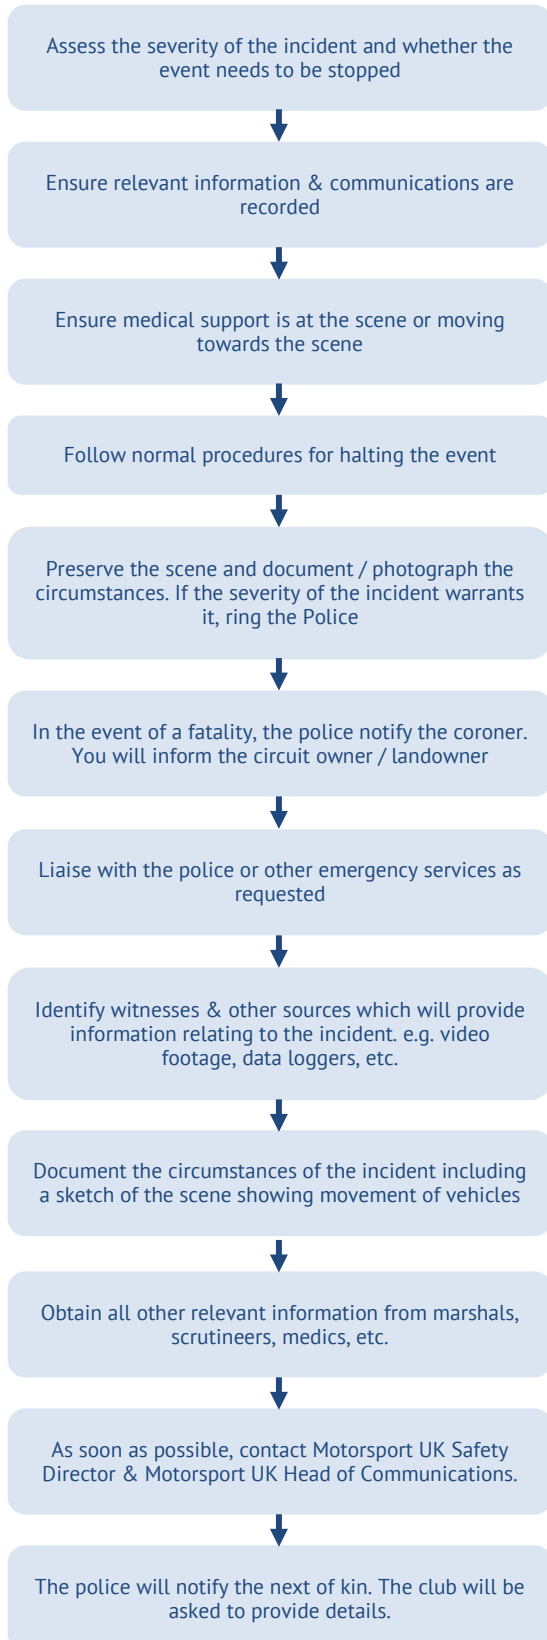 Assess the severity of the incident and whether the
event needs to be stopped
Ensure relevant information & communications are
recorded
Ensure medical support is at the scene or moving
towards the scene
Follow normal procedures for halting the event
Preserve the scene and document / photograph the
circumstances. If the severity of the incident warrants
it, ring the Police
In the event of a fatality, the police notify the coroner.
You will inform the circuit owner / landowner
Liaise with the police or other emergency services as
requested
Identify witnesses & other sources which will provide
information relating to the incident. e.g. video
footage, data loggers, etc.
Document the circumstances of the incident including
a sketch of the scene showing movement of vehicles
Obtain all other relevant information from marshals,
scrutineers, medics, etc.
As soon as possible, contact Motorsport UK Safety
Director & Motorsport UK Head of Communications.
The police will notify the next of kin. The club will be
asked to provide details.